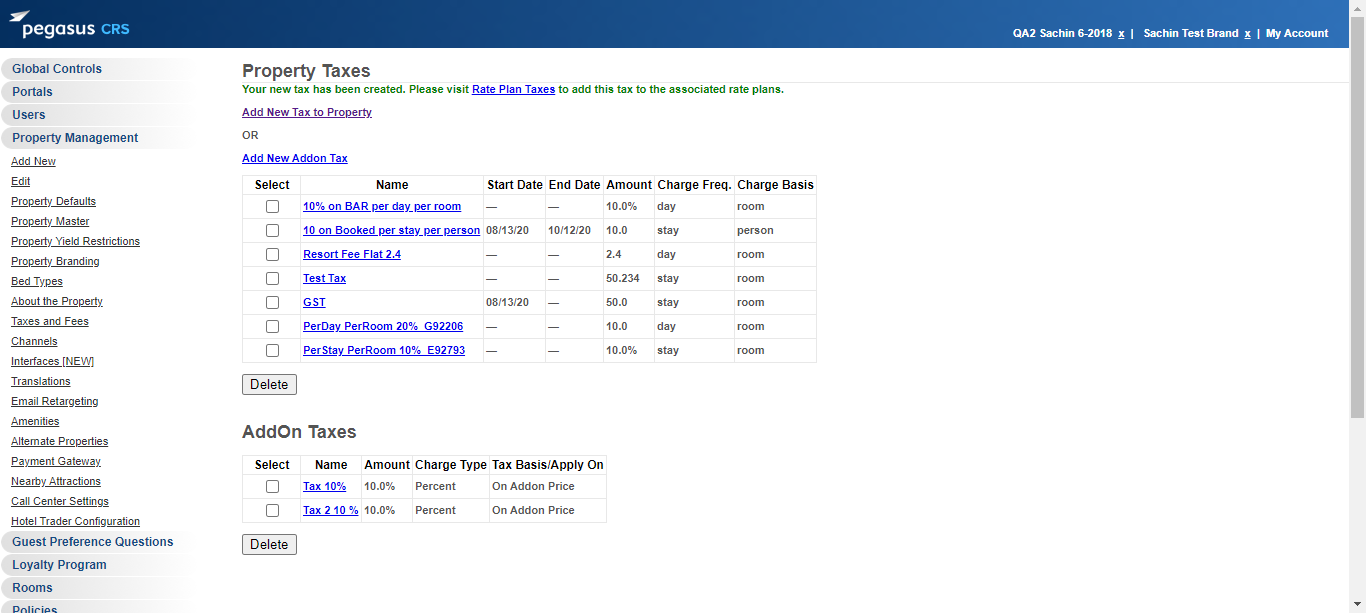 pegasus CRS
QA2 Sachin 6-2018 x | Sachin Test Brand x | My Account
Global Controls
Portals
Users
Property Management
Add New
Edit
Property Defaults
Property Master
Property Yield Restrictions
Property Branding
Bed Types
About the Property
Taxes and Fees
Channels
Interfaces [NEW]
Translations
Email Retargeting
Amenities
Alternate Properties
Payment Gateway
Nearby Attractions
Call Center Settings
Hotel Trader Configuration
Guest Preference Questions
Loyalty Program
Rooms
Policies
Property Taxes
Your new tax has been created. Please visit Rate Plan Taxes to add this tax to the associated rate plans.
Add New Tax to Property
OR
Add New Addon Tax
Select Name Start Date End Date Amount Charge Freq. Charge Basis
10% on BAR per day per room — — 10.0% day room
10 on Booked per stay per person 08/13/20 10/12/20 10.0 stay person
Resort Fee Flat 2.4 — — 2.4 day room
Test Tax — — 50.234 stay room
GST 08/13/20 — 50.0 stay room
PerDay PerRoom 20%_G92206 — — 10.0 day room
PerStay PerRoom 10%_E92793 — — 10.0% stay room
Delete
AddOn Taxes
Select Name Amount Charge Type Tax Basis/Apply On
Tax 10% 10.0% Percent On Addon Price
Tax 2 10 % 10.0% Percent On Addon Price
Delete